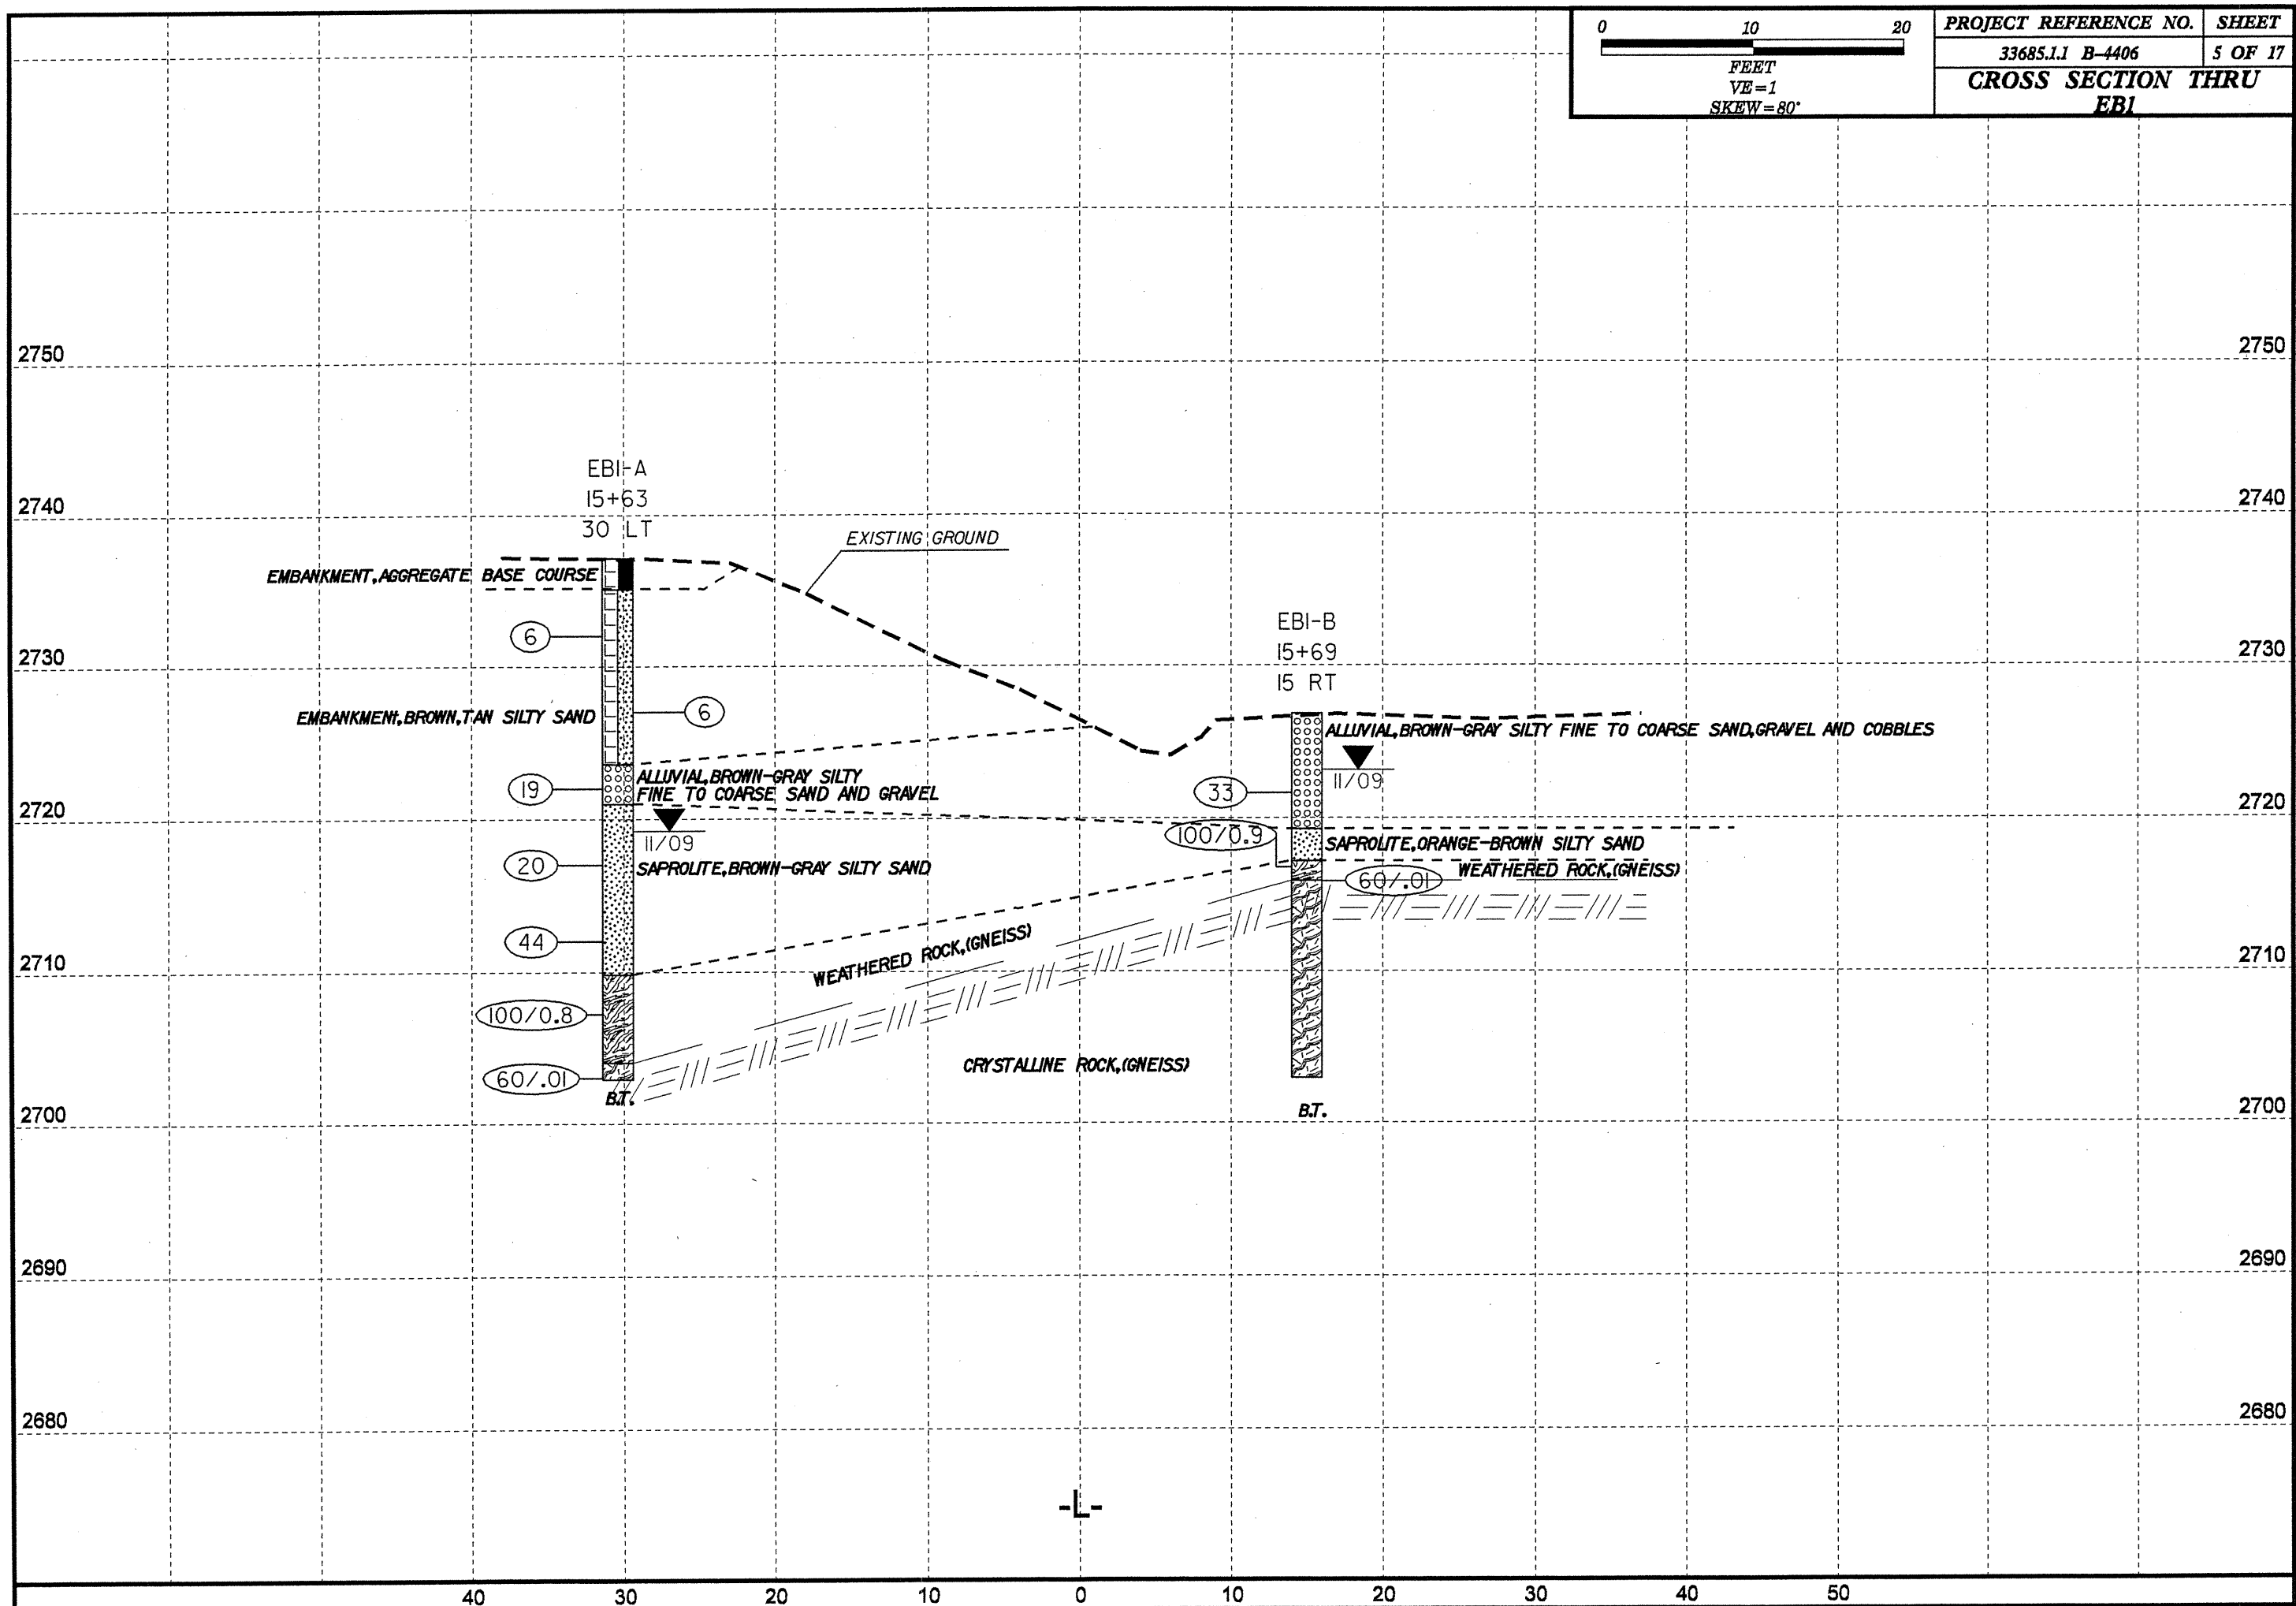 0 10 20
FEET
VE=1
SKEW=80°
PROJECT REFERENCE NO. SHEET
33685.1.1 B-4406 5 OF 17
CROSS SECTION THRU
EB1
2750 2750
EB1-A
15+63
30 LT
2740 2740
EXISTING GROUND
EMBANKMENT, AGGREGATE BASE COURSE
6
EB1-B
15+69
15 RT
2730 2730
EMBANKMENT, BROWN, TAN SILTY SAND
6
ALLUVIAL, BROWN-GRAY SILTY FINE TO COARSE SAND, GRAVEL AND COBBLES
11/09
ALLUVIAL, BROWN-GRAY SILTY
FINE TO COARSE SAND AND GRAVEL
19
33
2720 2720
11/09
100/0.9
SAPROLITE, ORANGE-BROWN SILTY SAND
20
SAPROLITE, BROWN-GRAY SILTY SAND
60/.01
WEATHERED ROCK, (GNEISS)
44
WEATHERED ROCK, (GNEISS)
2710 2710
100/0.8
CRYSTALLINE ROCK, (GNEISS)
60/.01
B.T.
B.T.
2700 2700
2690 2690
2680 2680
-L-
40 30 20 10 0 10 20 30 40 50